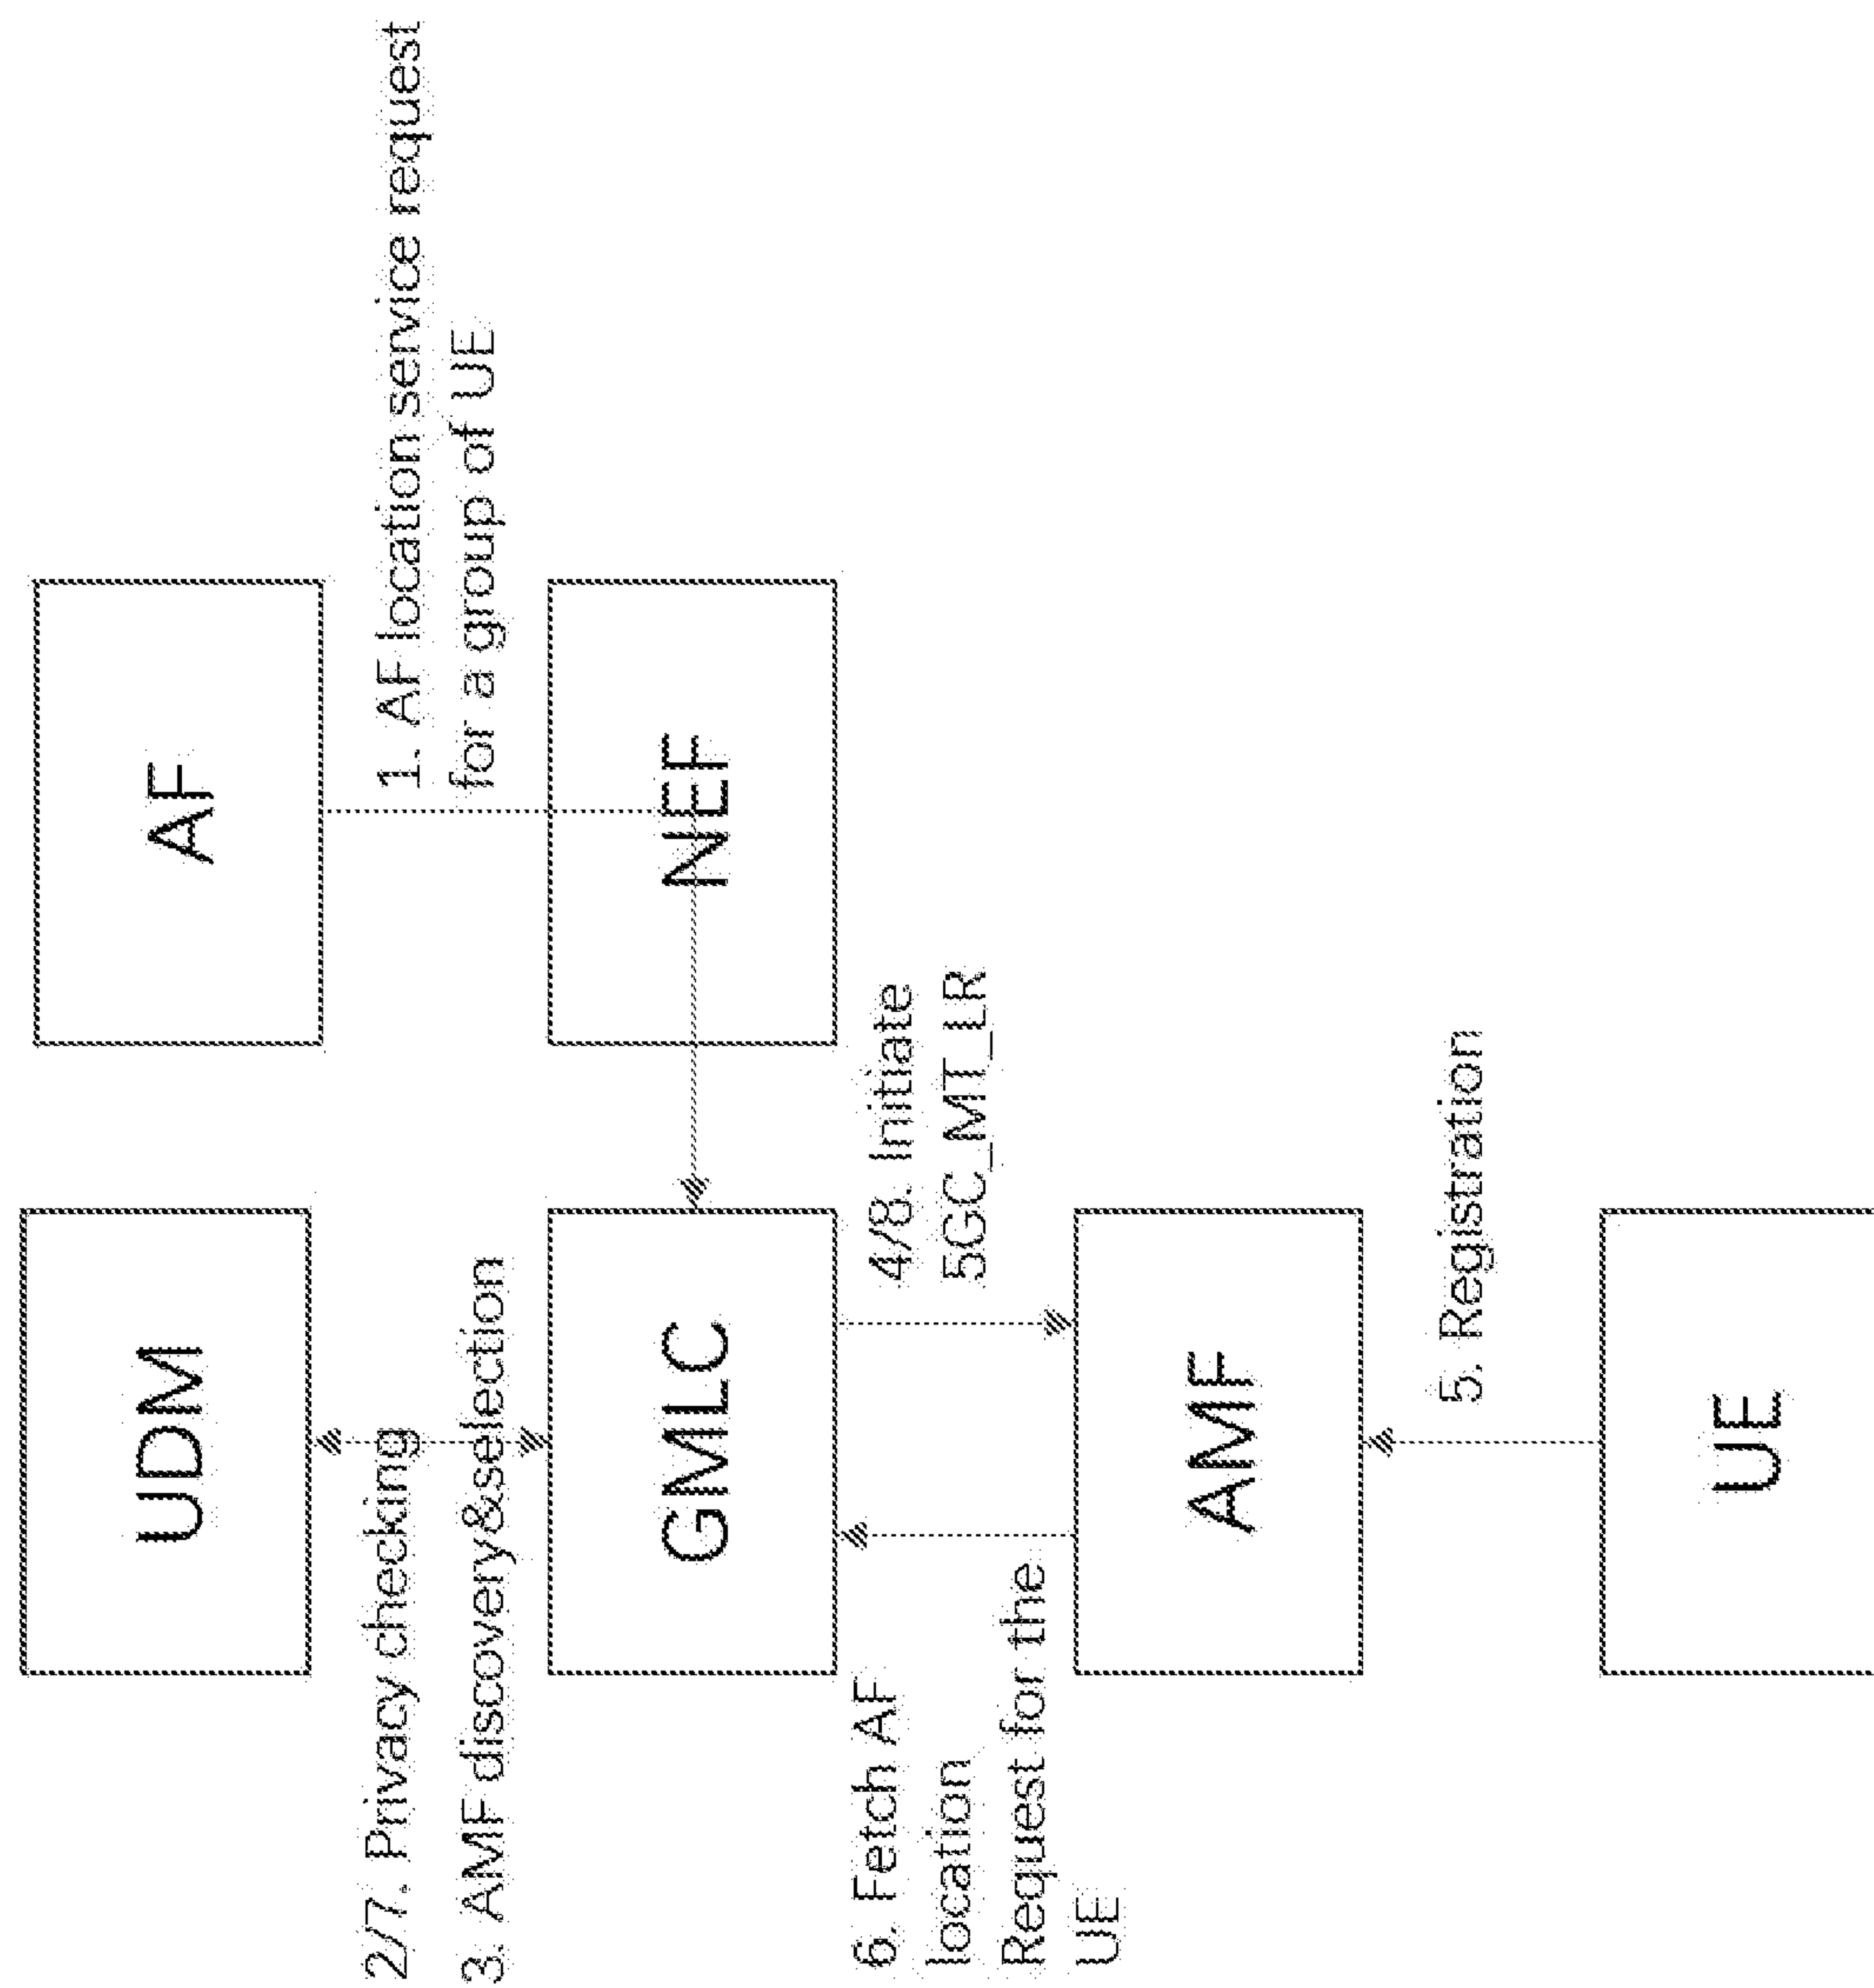 AF
1. AF location service request
for a group of UE
NEF
UDM
2/7. Privacy checking
3. AMF discovery&selection
GMLC
4/8. Initiate
5GC_MT_LR
6. Fetch AF
location
Request for the
UE
AMF
5. Registration
UE